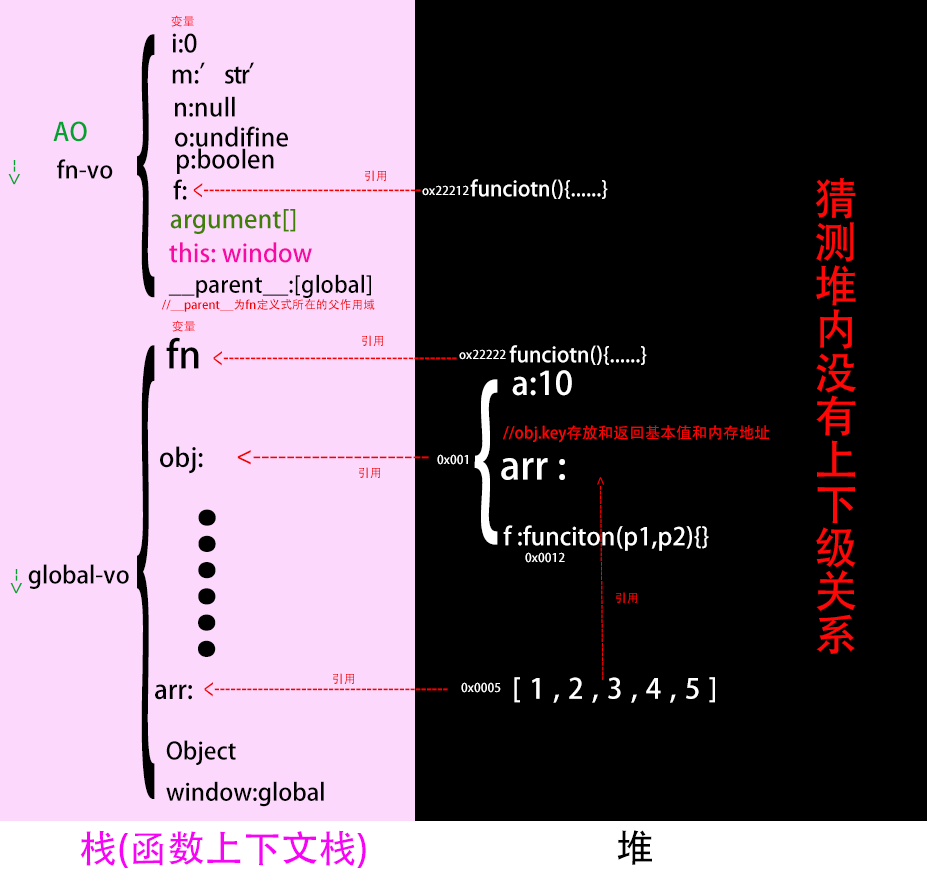 变量
i:0
m:′ str′
n:null
o:undifine
p:boolen
AO
fn-vo
f:
引用
ox22212 funciotn(){......}
argument[]
this: window
__parent__:[global]
//__parent__为fn定义式所在的父作用域
变量
fn
引用
ox22222 funciotn(){......}
a:10
//obj.key存放和返回基本值和内存地址
obj:
引用
0x001
arr :
f :funciton(p1,p2){}
0x0012
global-vo
引用
arr:
引用
0x0005 [ 1 , 2 , 3 , 4 , 5 ]
Object
window:global
猜测堆内没有上下级关系
栈(函数上下文栈)
堆